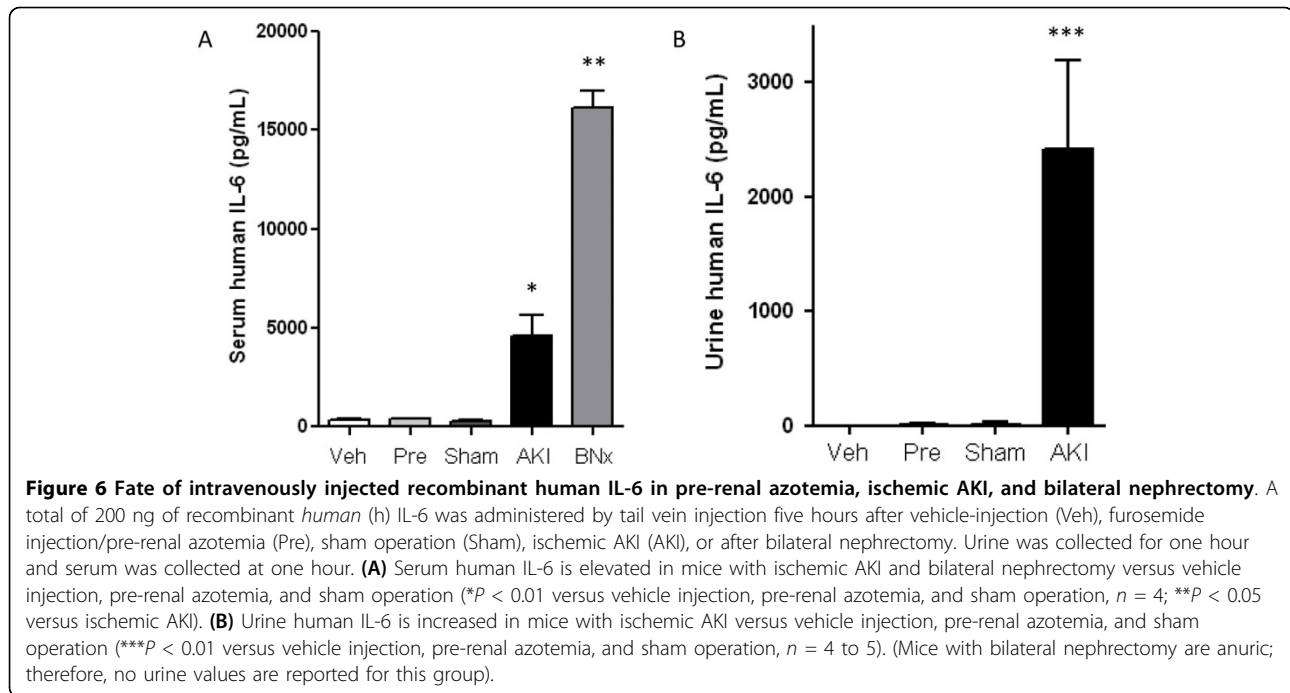 A
B
20000
15000
10000
5000
0
Serum human IL-6 (pg/mL)
*
**
Veh Pre Sham AKI BNx
3000
2000
1000
0
Urine human IL-6 (pg/mL)
***
Veh Pre Sham AKI
Figure 6 Fate of intravenously injected recombinant human IL-6 in pre-renal azotemia, ischemic AKI, and bilateral nephrectomy. A
total of 200 ng of recombinant human (h) IL-6 was administered by tail vein injection five hours after vehicle-injection (Veh), furosemide
injection/pre-renal azotemia (Pre), sham operation (Sham), ischemic AKI (AKI), or after bilateral nephrectomy. Urine was collected for one hour
and serum was collected at one hour. (A) Serum human IL-6 is elevated in mice with ischemic AKI and bilateral nephrectomy versus vehicle
injection, pre-renal azotemia, and sham operation (*P < 0.01 versus vehicle injection, pre-renal azotemia, and sham operation, n = 4; **P < 0.05
versus ischemic AKI). (B) Urine human IL-6 is increased in mice with ischemic AKI versus vehicle injection, pre-renal azotemia, and sham
operation (***P < 0.01 versus vehicle injection, pre-renal azotemia, and sham operation, n = 4 to 5). (Mice with bilateral nephrectomy are anuric;
therefore, no urine values are reported for this group).